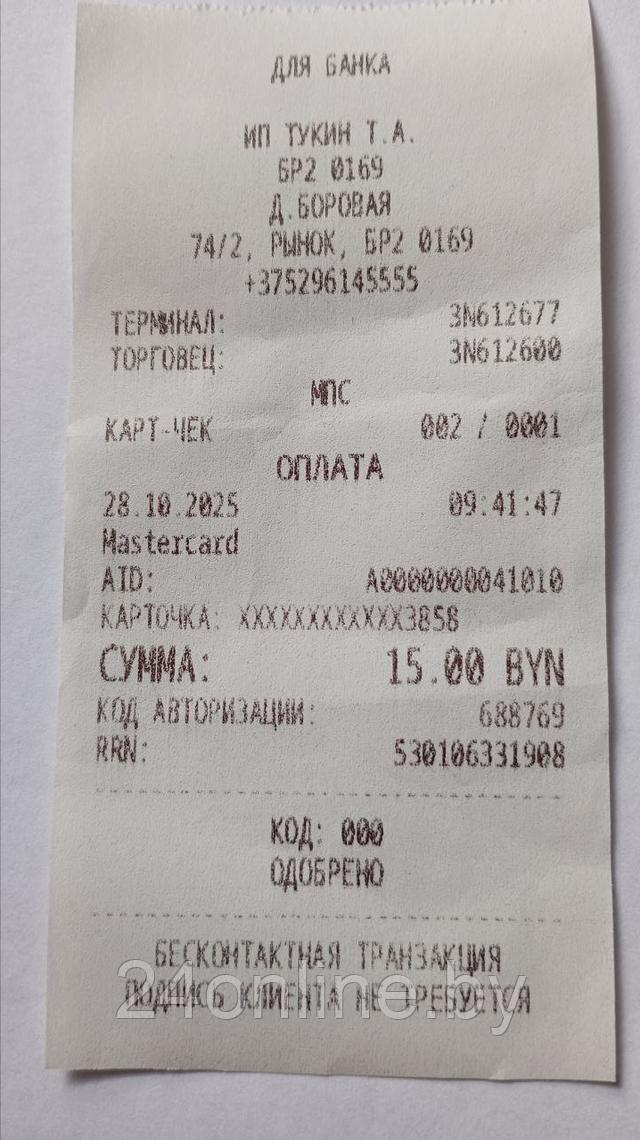 ДЛЯ БАНКА
ИП ТУКИН Т.А.
БР2 0169
Д.БОРОВАЯ
74/2, РЫНОК, БР2 0169
+375296145555
ТЕРМИНАЛ: 3N612677
ТОРГОВЕЦ: 3N612600
МПС
КАРТ-ЧЕК 002 / 0001
ОПЛАТА
28.10.2025 09:41:47
Mastercard
AID: A0000000041010
КАРТОЧКА: XXXXXXXXXXXX3858
СУММА: 15.00 BYN
КОД АВТОРИЗАЦИИ: 688769
RRN: 530106331908
КОД: 000
ОДОБРЕНО
БЕСКОНТАКТНАЯ ТРАНЗАКЦИЯ
ПОДПИСЬ КЛИЕНТА НЕ ТРЕБУЕТСЯ
24online.by